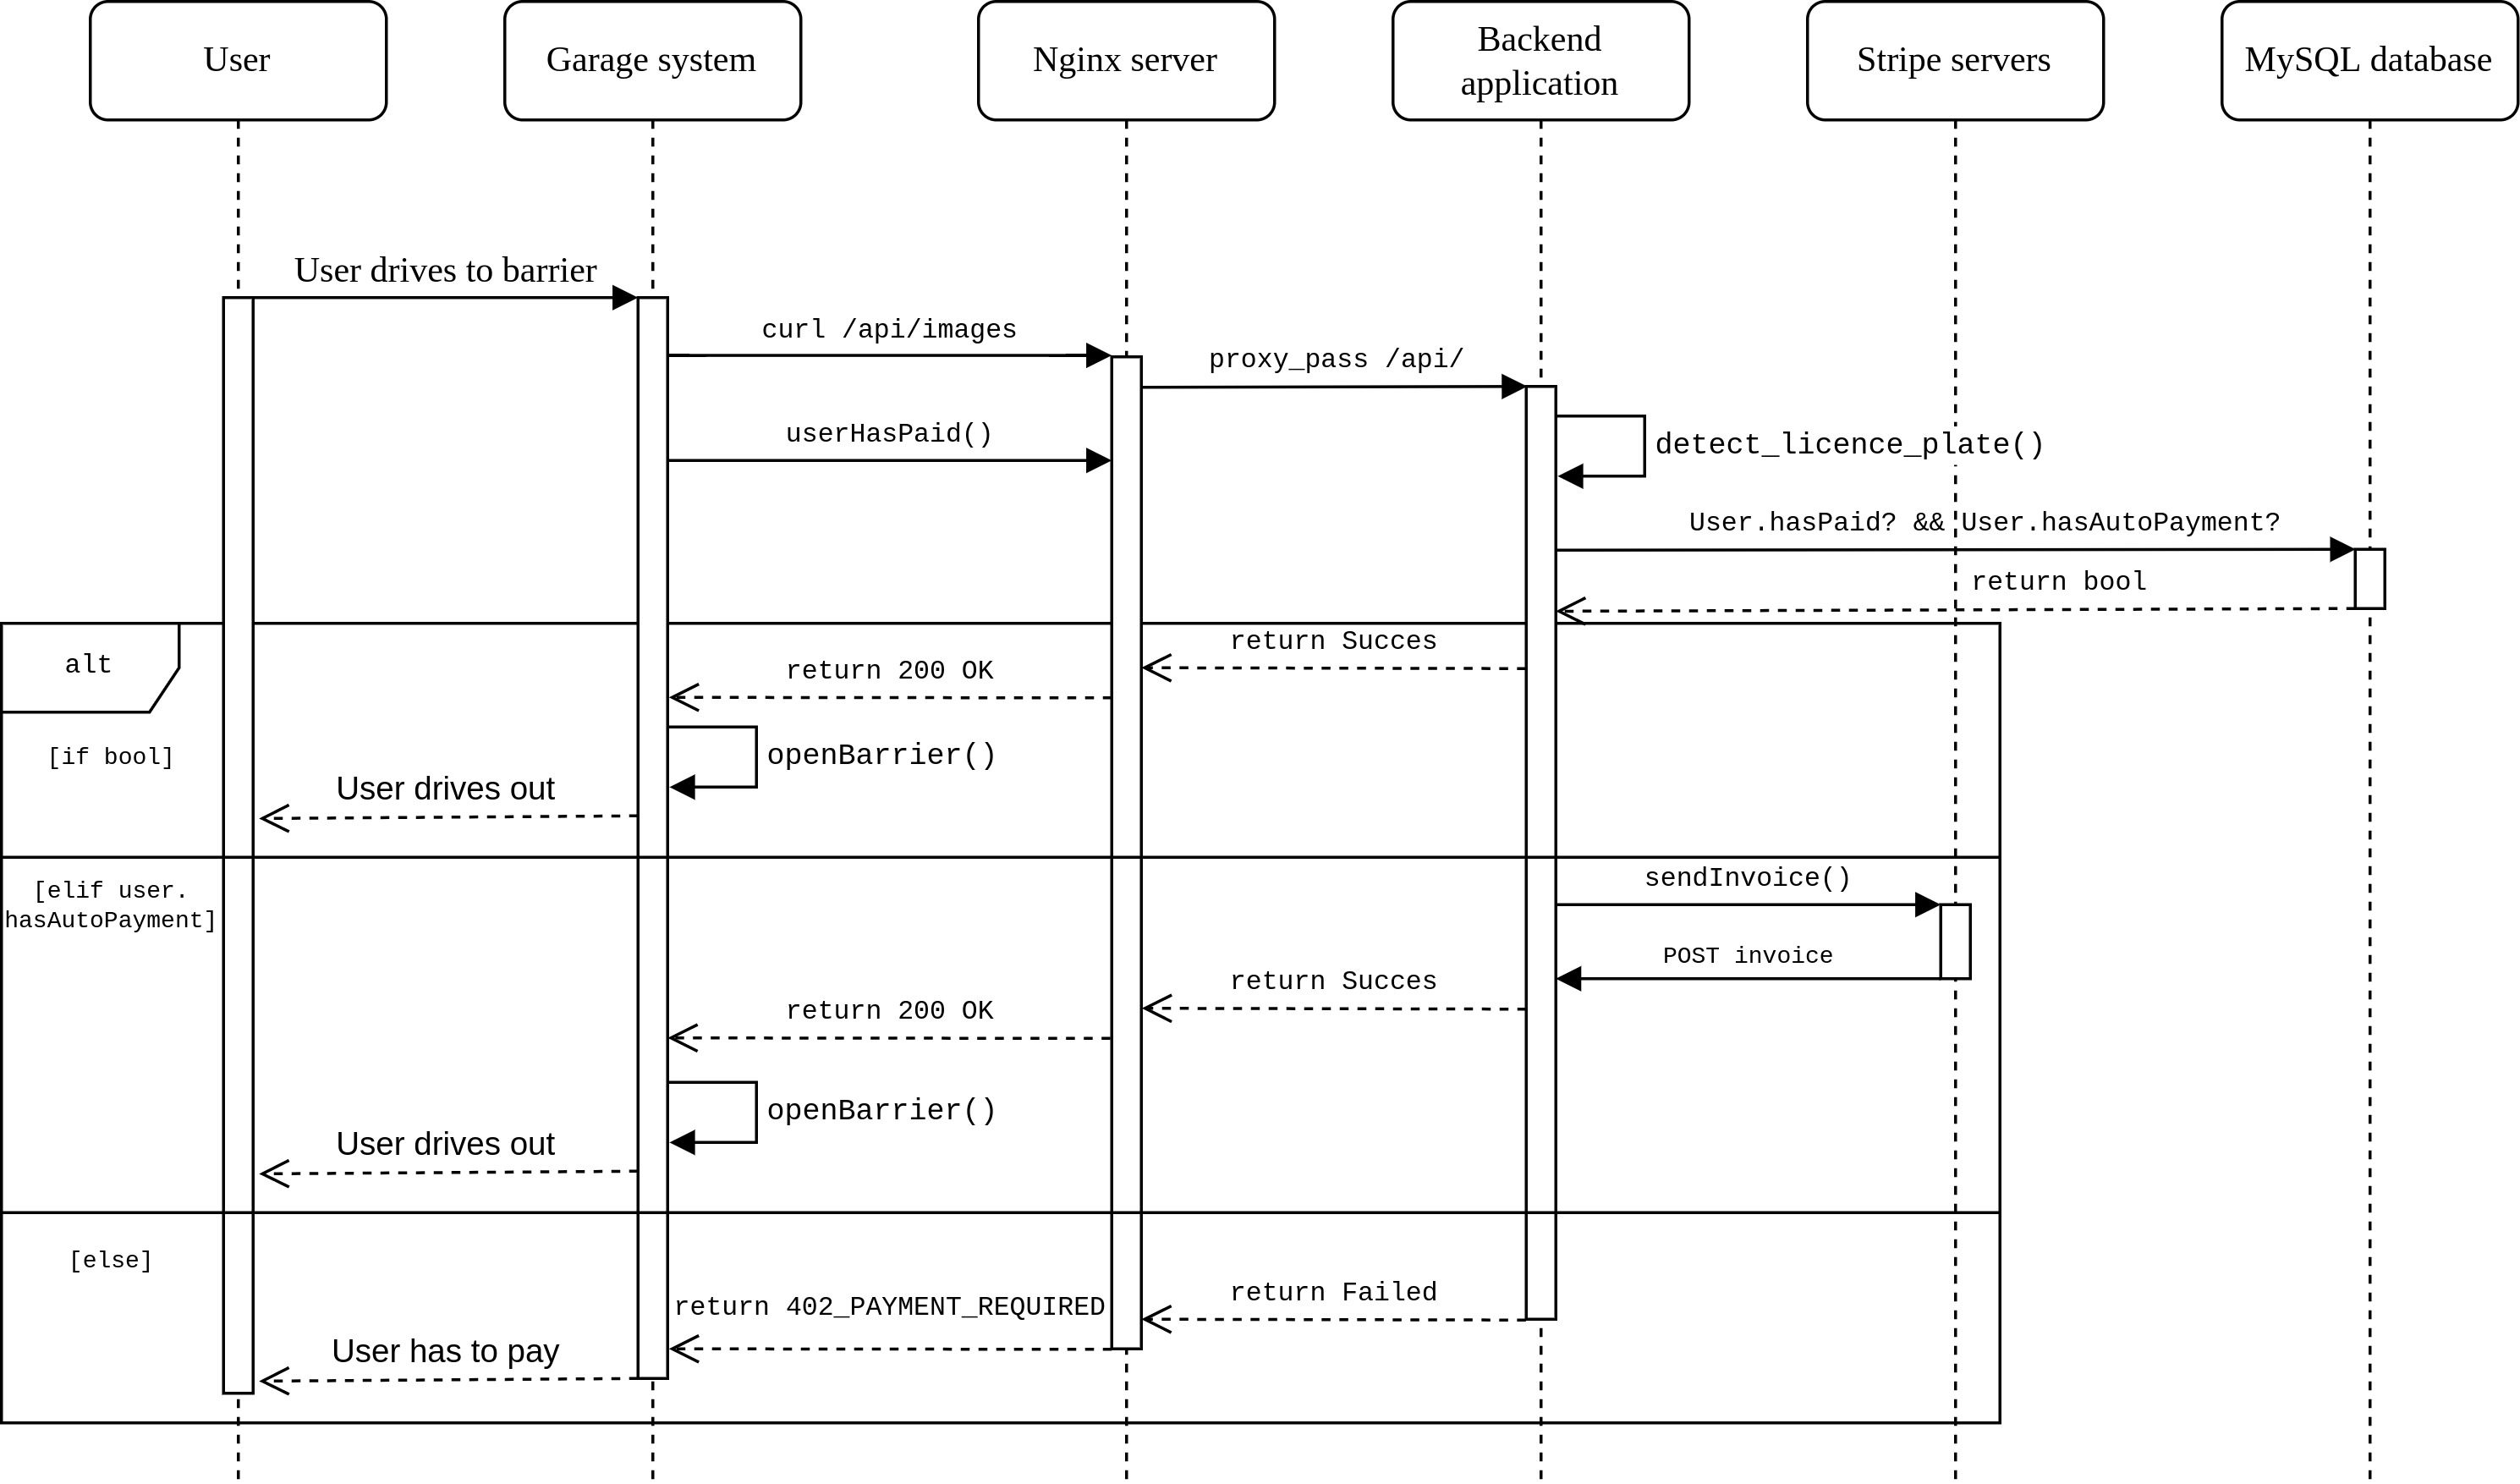 User
Garage system
Nginx server
Backend
application
Stripe servers
MySQL database
User drives to barrier
curl /api/images
proxy_pass /api/
userHasPaid()
detect_licence_plate()
User.hasPaid? && User.hasAutoPayment?
return bool
alt
return Succes
return 200 OK
[if bool]
openBarrier()
User drives out
[elif user.
hasAutoPayment]
sendInvoice()
POST invoice
return Succes
return 200 OK
openBarrier()
User drives out
[else]
return Failed
return 402_PAYMENT_REQUIRED
User has to pay